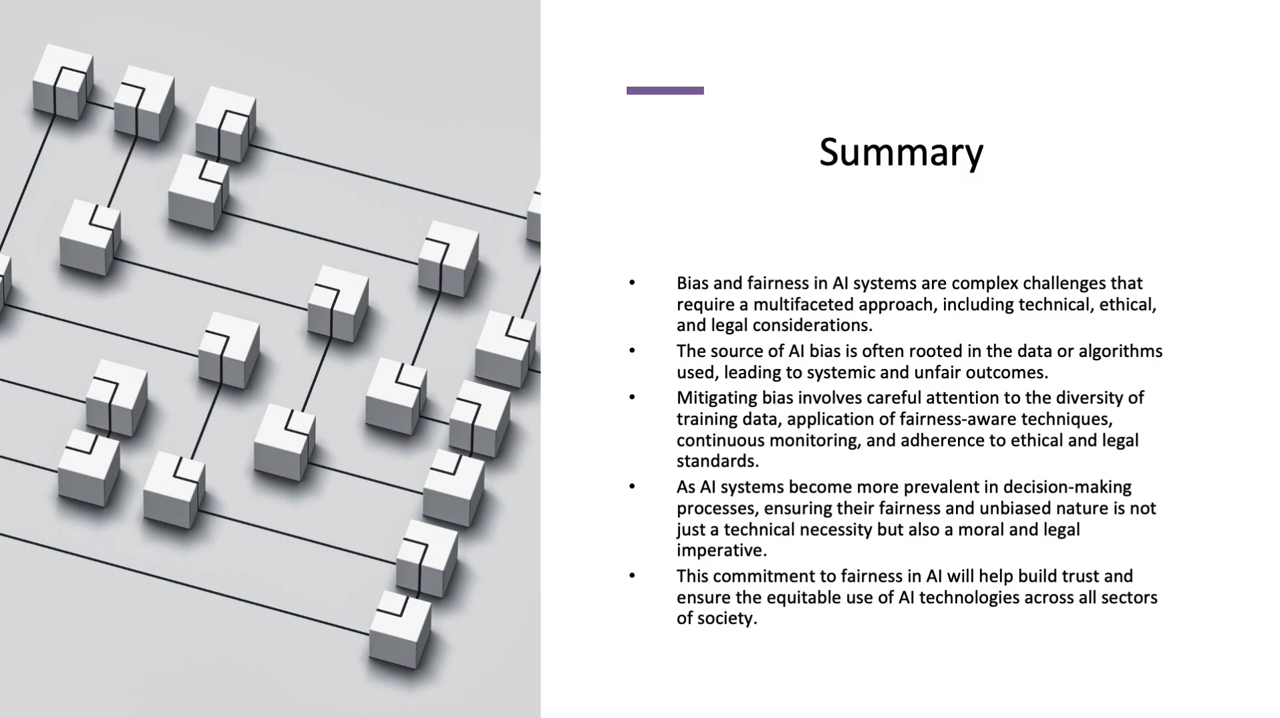 Summary
• Bias and fairness in AI systems are complex challenges that
require a multifaceted approach, including technical, ethical,
and legal considerations.
• The source of AI bias is often rooted in the data or algorithms
used, leading to systemic and unfair outcomes.
• Mitigating bias involves careful attention to the diversity of
training data, application of fairness-aware techniques,
continuous monitoring, and adherence to ethical and legal
standards.
• As AI systems become more prevalent in decision-making
processes, ensuring their fairness and unbiased nature is not
just a technical necessity but also a moral and legal
imperative.
• This commitment to fairness in AI will help build trust and
ensure the equitable use of AI technologies across all sectors
of society.